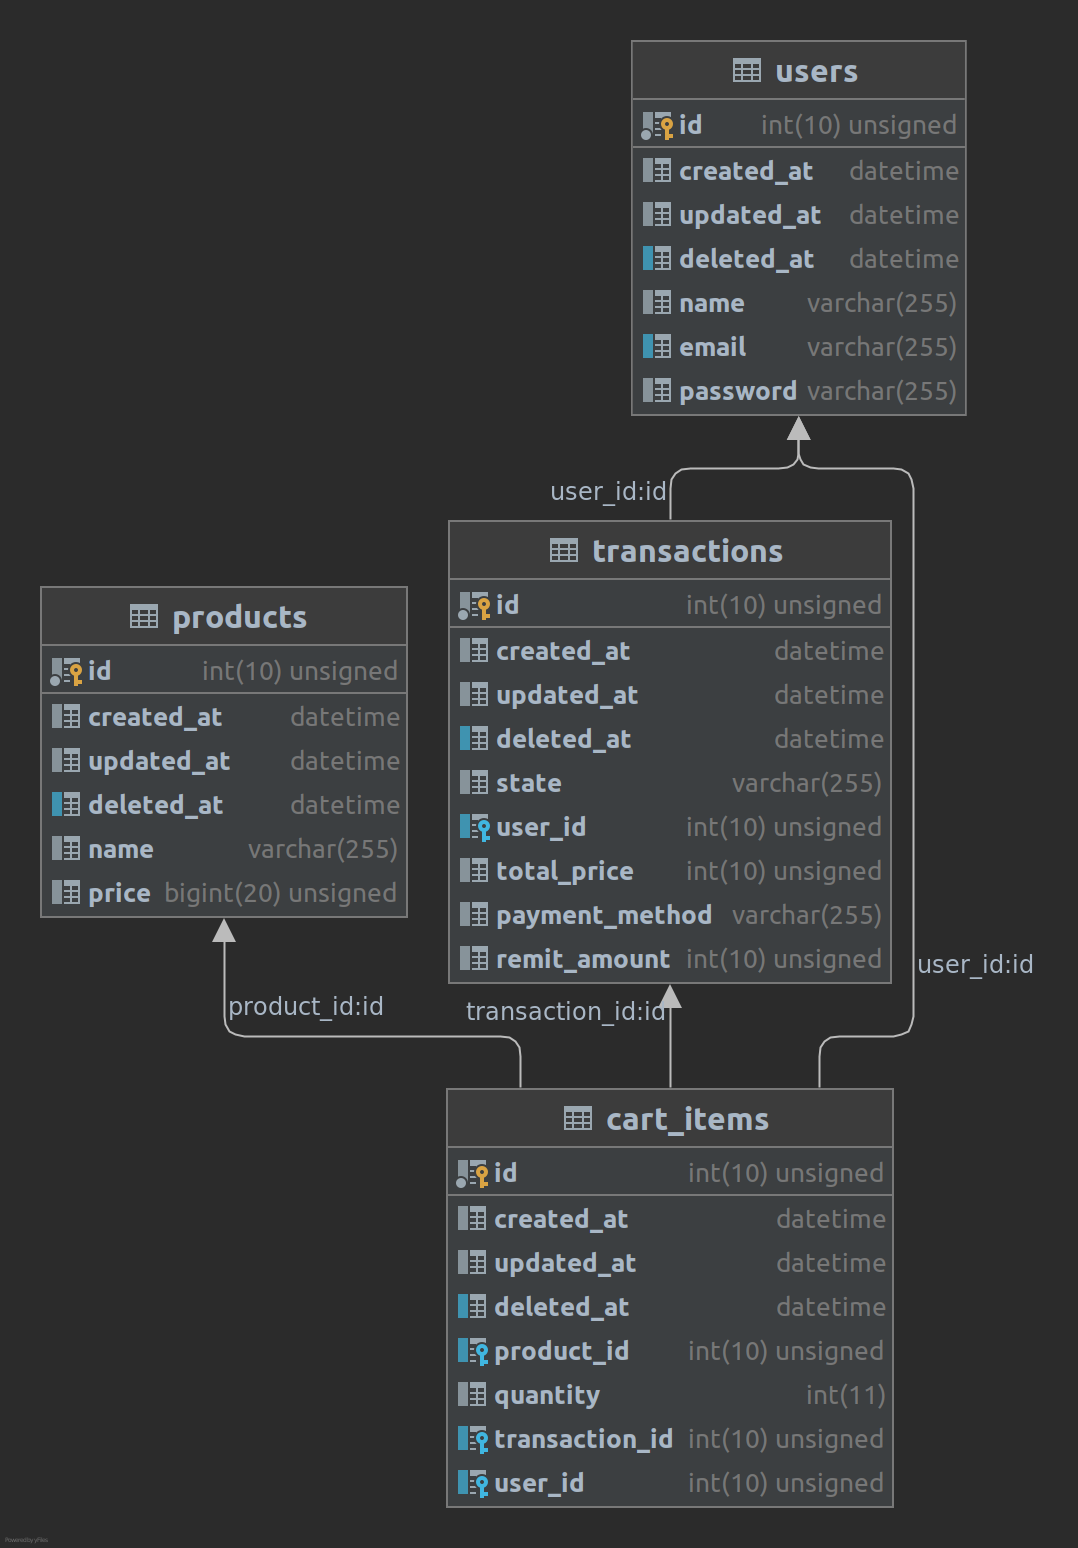 users
id int(10) unsigned
created_at datetime
updated_at datetime
deleted_at datetime
name varchar(255)
email varchar(255)
password varchar(255)
user_id:id
transactions
id int(10) unsigned
created_at datetime
updated_at datetime
deleted_at datetime
state varchar(255)
user_id int(10) unsigned
total_price int(10) unsigned
payment_method varchar(255)
remit_amount int(10) unsigned
products
id int(10) unsigned
created_at datetime
updated_at datetime
deleted_at datetime
name varchar(255)
price bigint(20) unsigned
user_id:id
product_id:id
transaction_id:id
cart_items
id int(10) unsigned
created_at datetime
updated_at datetime
deleted_at datetime
product_id int(10) unsigned
quantity int(11)
transaction_id int(10) unsigned
user_id int(10) unsigned
Powered by yFiles